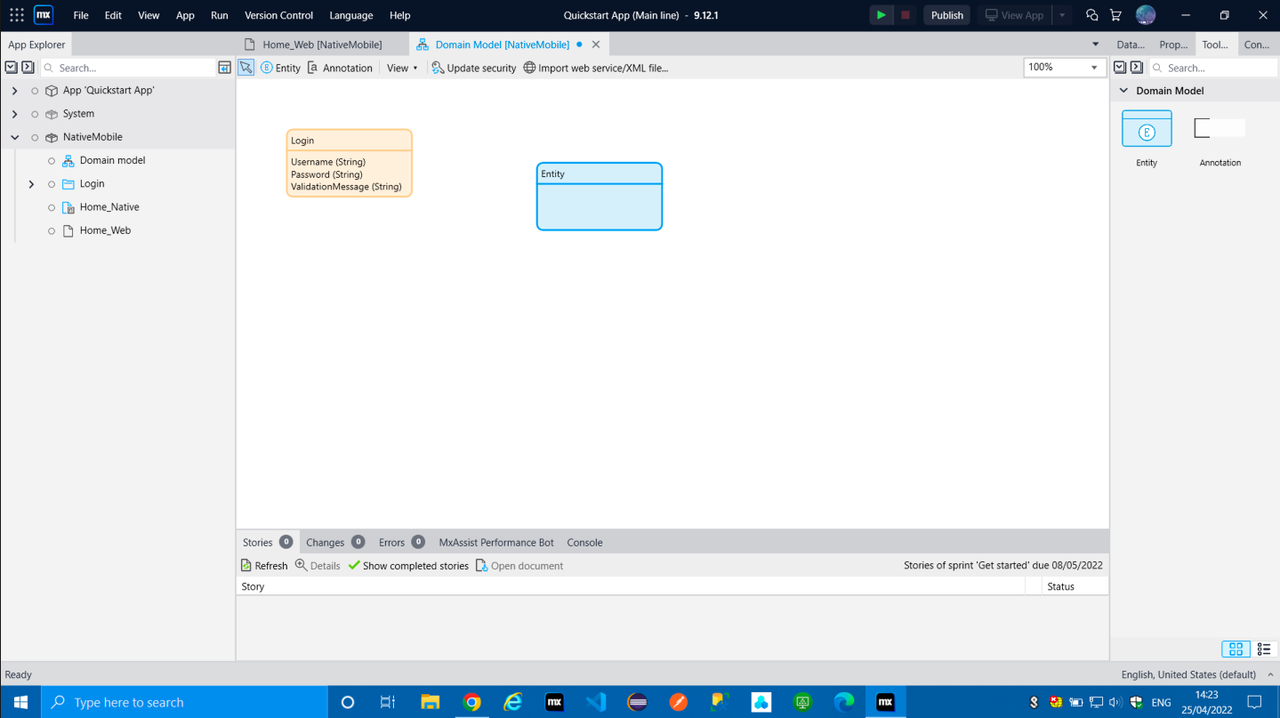 mx File Edit View App Run Version Control Language Help Quickstart App (Main line) - 9.12.1 Publish View App
App Explorer Home_Web [NativeMobile] Domain Model [NativeMobile] Data... Prop... Tool... Con...
Search... Entity Annotation View Update security Import web service/XML file... 100% Search...
App 'Quickstart App' Domain Model
System
NativeMobile
Domain model
Login
Home_Native
Home_Web
Login
Username (String)
Password (String)
ValidationMessage (String)
Entity
E
Entity Annotation
Stories 0 Changes 0 Errors 0 MxAssist Performance Bot Console
Refresh Details Show completed stories Open document Stories of sprint 'Get started' due 08/05/2022
Story Status
Ready English, United States (default)
Type here to search mx mx ENG 14:23
25/04/2022